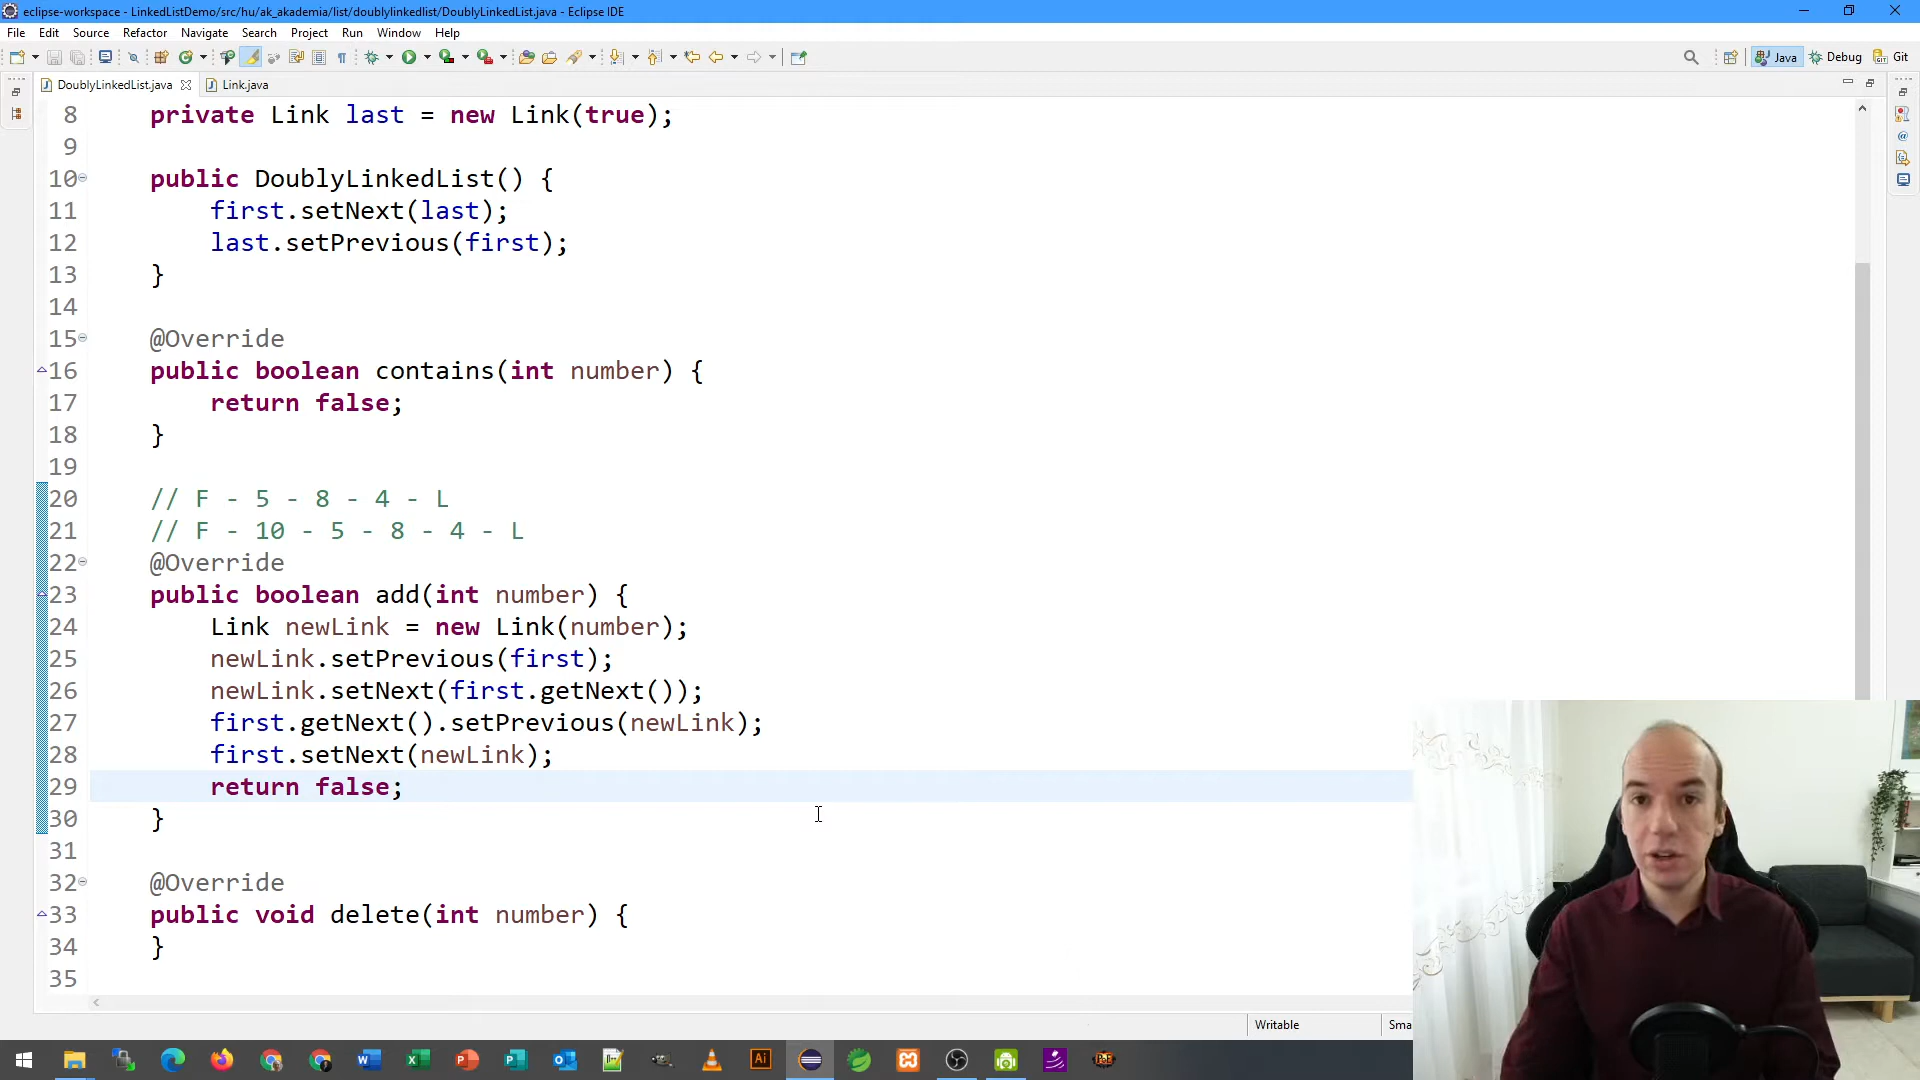 eclipse-workspace - LinkedListDemo/src/hu/ak_akademia/list/doublylinkedlist/DoublyLinkedList.java - Eclipse IDE
File Edit Source Refactor Navigate Search Project Run Window Help
Java Debug Git
DoublyLinkedList.java Link.java
8 private Link last = new Link(true);
9
10 public DoublyLinkedList() {
11 first.setNext(last);
12 last.setPrevious(first);
13 }
14
15 @Override
16 public boolean contains(int number) {
17 return false;
18 }
19
20 // F - 5 - 8 - 4 - L
21 // F - 10 - 5 - 8 - 4 - L
22 @Override
23 public boolean add(int number) {
24 Link newLink = new Link(number);
25 newLink.setPrevious(first);
26 newLink.setNext(first.getNext());
27 first.getNext().setPrevious(newLink);
28 first.setNext(newLink);
29 return false;
30 }
31
32 @Override
33 public void delete(int number) {
34 }
35
Writable Sma